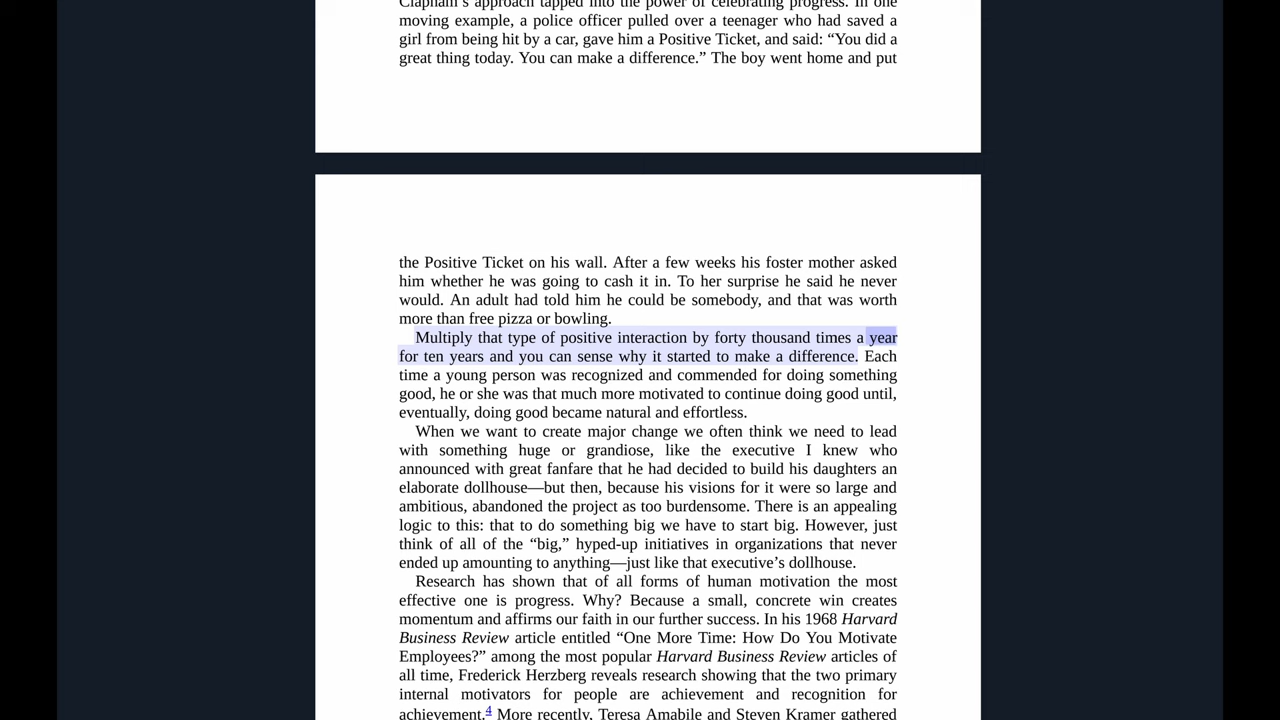 Clapham's approach tapped into the power of celebrating progress. In one
moving example, a police officer pulled over a teenager who had saved a
girl from being hit by a car, gave him a Positive Ticket, and said: “You did a
great thing today. You can make a difference.” The boy went home and put
the Positive Ticket on his wall. After a few weeks his foster mother asked
him whether he was going to cash it in. To her surprise he said he never
would. An adult had told him he could be somebody, and that was worth
more than free pizza or bowling.
Multiply that type of positive interaction by forty thousand times a year
for ten years and you can sense why it started to make a difference. Each
time a young person was recognized and commended for doing something
good, he or she was that much more motivated to continue doing good until,
eventually, doing good became natural and effortless.
When we want to create major change we often think we need to lead
with something huge or grandiose, like the executive I knew who
announced with great fanfare that he had decided to build his daughters an
elaborate dollhouse—but then, because his visions for it were so large and
ambitious, abandoned the project as too burdensome. There is an appealing
logic to this: that to do something big we have to start big. However, just
think of all of the “big,” hyped-up initiatives in organizations that never
ended up amounting to anything—just like that executive’s dollhouse.
Research has shown that of all forms of human motivation the most
effective one is progress. Why? Because a small, concrete win creates
momentum and affirms our faith in our further success. In his 1968 Harvard
Business Review article entitled “One More Time: How Do You Motivate
Employees?” among the most popular Harvard Business Review articles of
all time, Frederick Herzberg reveals research showing that the two primary
internal motivators for people are achievement and recognition for
achievement.4 More recently, Teresa Amabile and Steven Kramer gathered